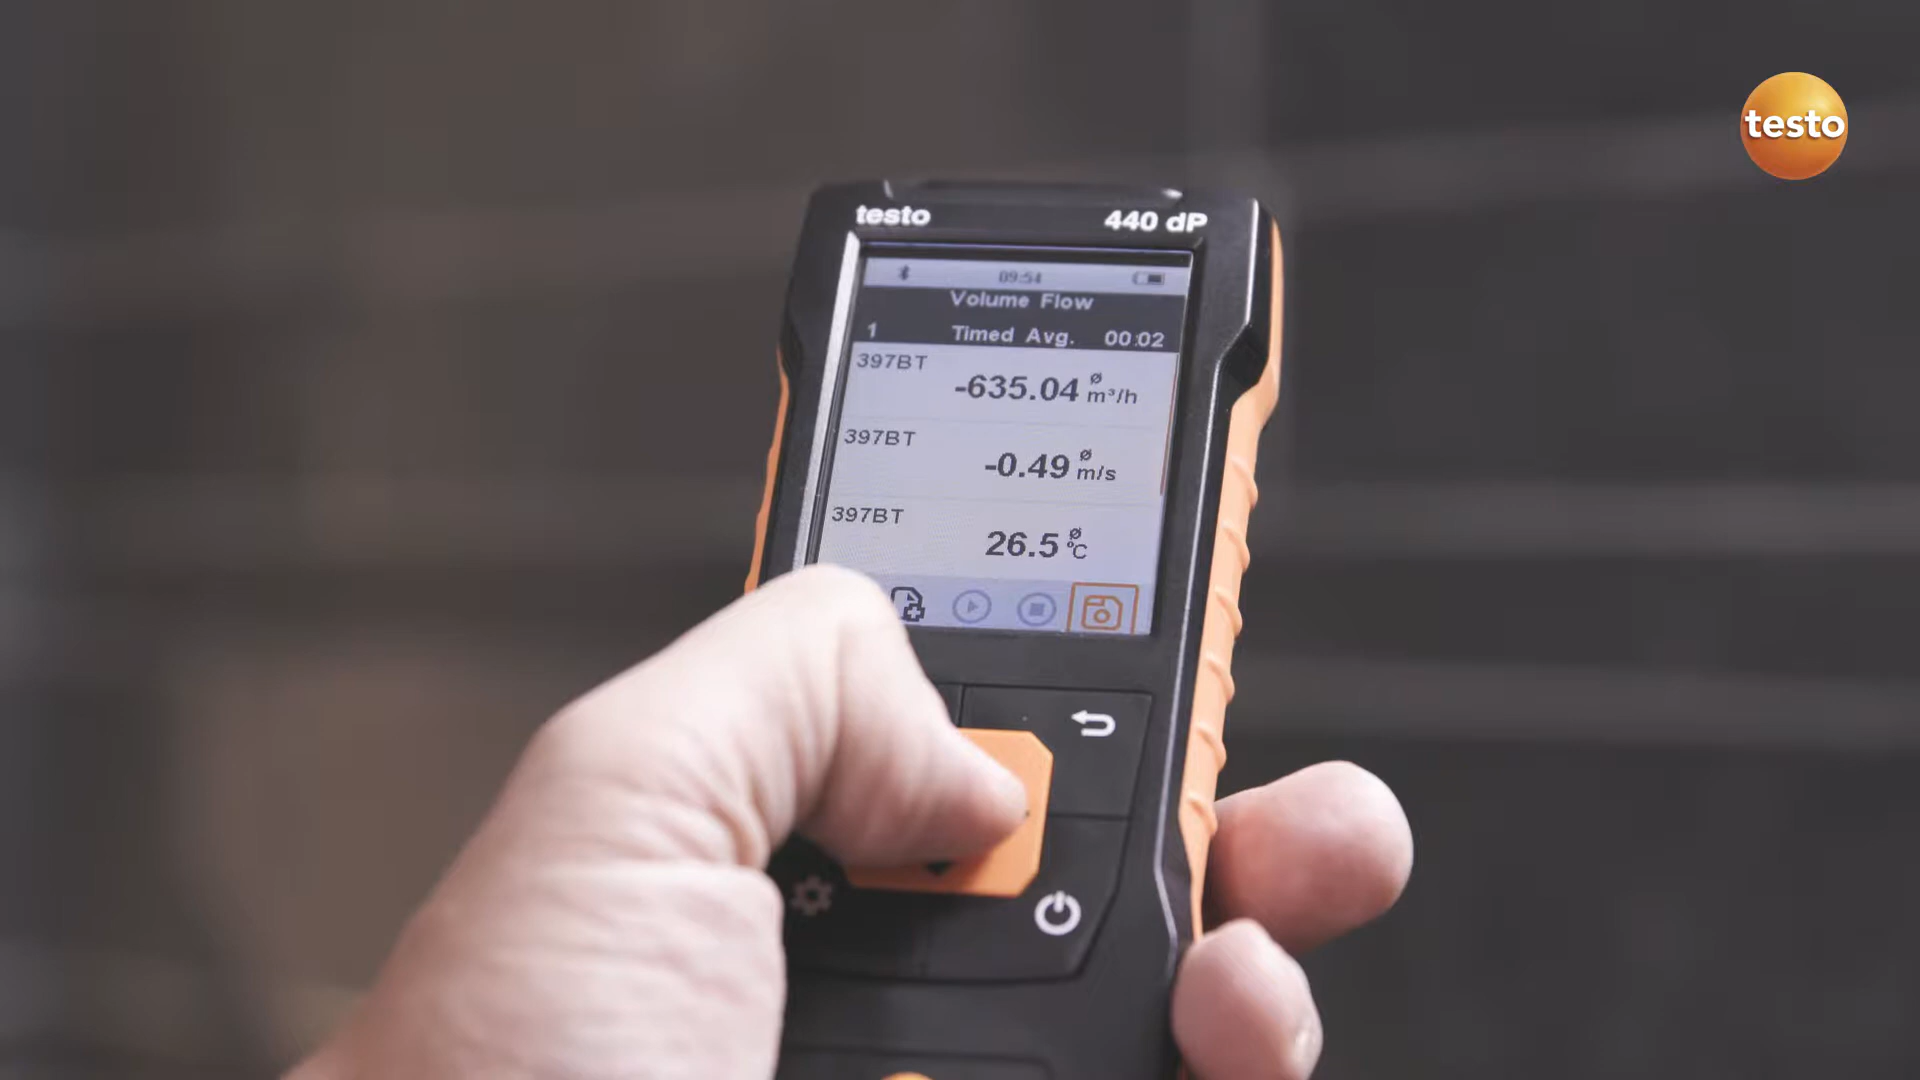 testo
testo 440 dP
09:54
Volume Flow
1 Timed Avg. 00:02
397BT
-635.04 ø m³/h
397BT
-0.49 ø m/s
397BT
26.5 ø °C